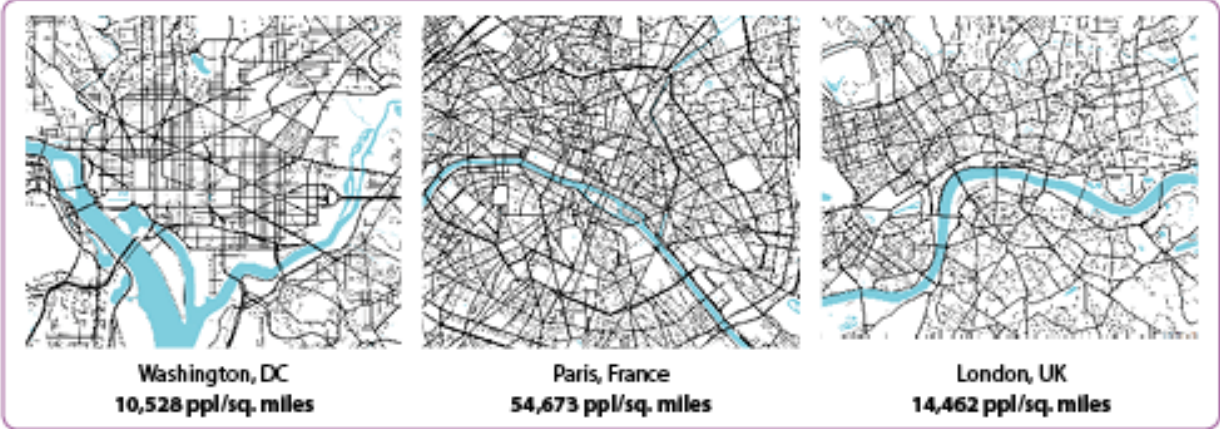 Washington, DC
10,528 ppl/sq. miles
Paris, France
54,673 ppl/sq. miles
London, UK
14,462 ppl/sq. miles